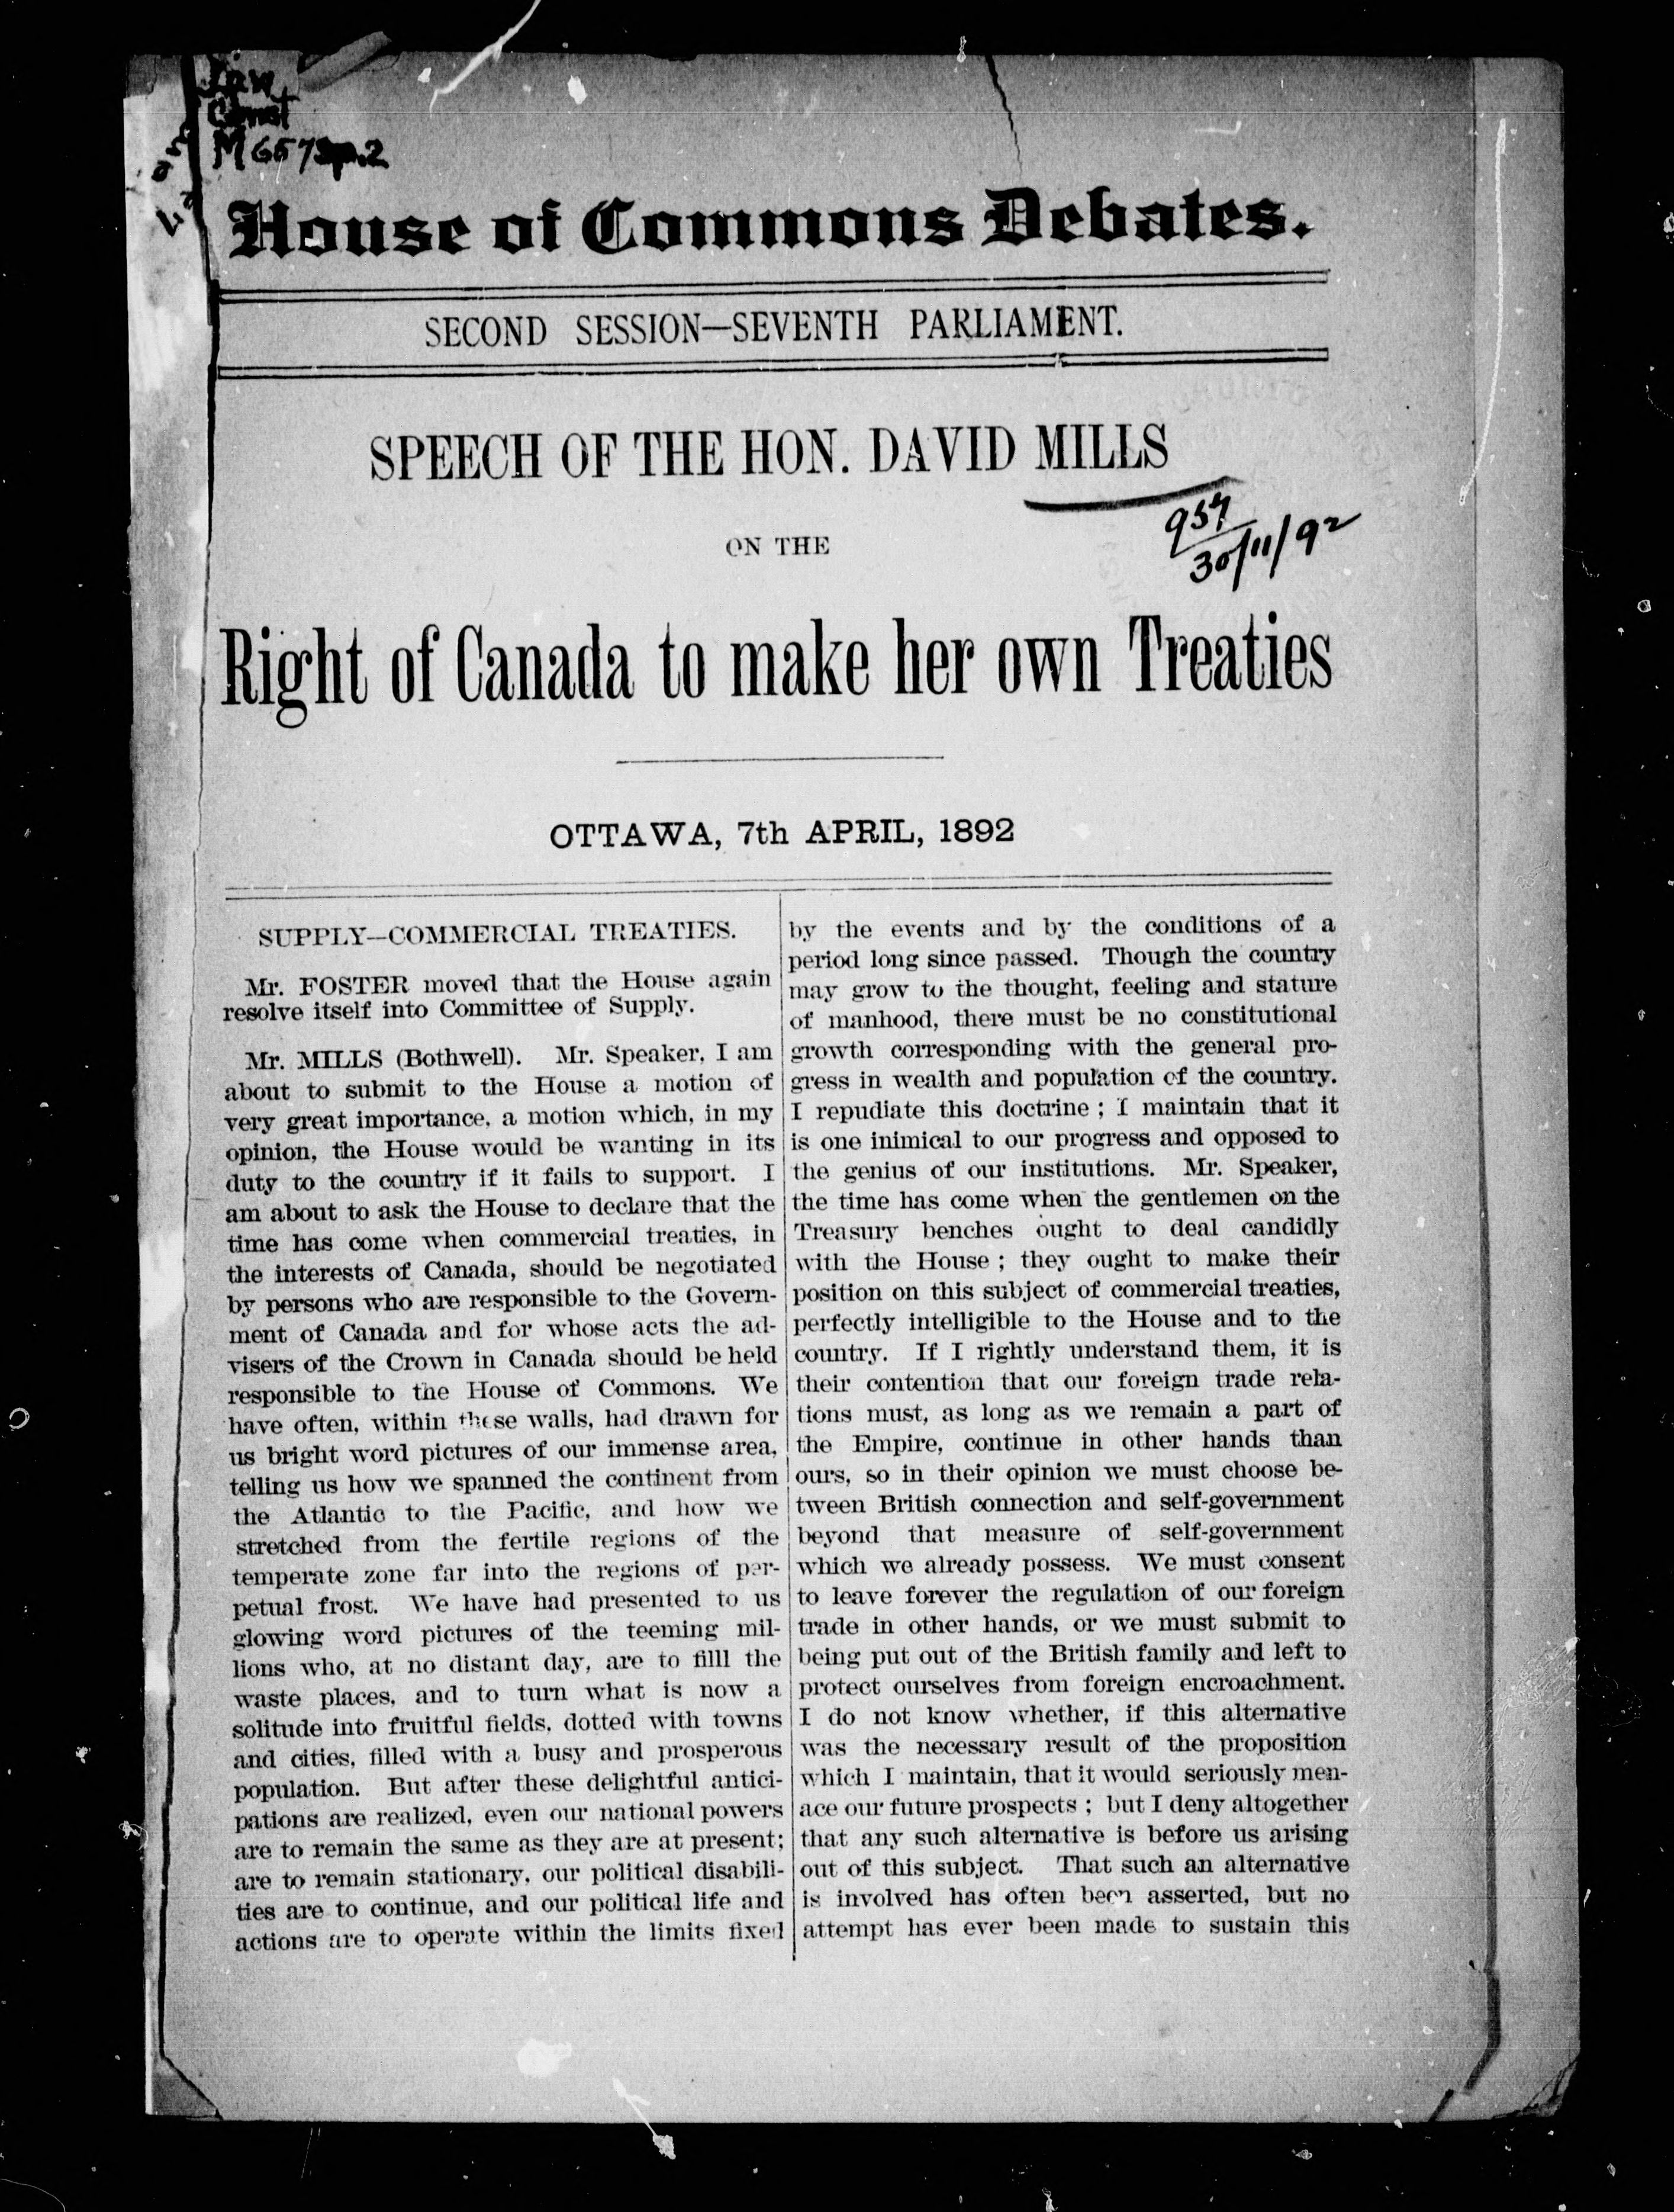 Law
Const
M657sp.2
House of Commons Debates.
SECOND SESSION—SEVENTH PARLIAMENT.
SPEECH OF THE HON. DAVID MILLS
957
30/11/92
ON THE
Right of Canada to make her own Treaties
OTTAWA, 7th APRIL, 1892
SUPPLY—COMMERCIAL TREATIES.
Mr. FOSTER moved that the House again
resolve itself into Committee of Supply.
Mr. MILLS (Bothwell). Mr. Speaker, I am
about to submit to the House a motion of
very great importance, a motion which, in my
opinion, the House would be wanting in its
duty to the country if it fails to support. I
am about to ask the House to declare that the
time has come when commercial treaties, in
the interests of Canada, should be negotiated
by persons who are responsible to the Govern-
ment of Canada and for whose acts the ad-
visers of the Crown in Canada should be held
responsible to the House of Commons. We
have often, within these walls, had drawn for
us bright word pictures of our immense area,
telling us how we spanned the continent from
the Atlantic to the Pacific, and how we
stretched from the fertile regions of the
temperate zone far into the regions of per-
petual frost. We have had presented to us
glowing word pictures of the teeming mil-
lions who, at no distant day, are to filll the
waste places, and to turn what is now a
solitude into fruitful fields, dotted with towns
and cities, filled with a busy and prosperous
population. But after these delightful antici-
pations are realized, even our national powers
are to remain the same as they are at present;
are to remain stationary, our political disabili-
ties are to continue, and our political life and
actions are to operate within the limits fixed
by the events and by the conditions of a
period long since passed. Though the country
may grow to the thought, feeling and stature
of manhood, there must be no constitutional
growth corresponding with the general pro-
gress in wealth and population of the country.
I repudiate this doctrine ; I maintain that it
is one inimical to our progress and opposed to
the genius of our institutions. Mr. Speaker,
the time has come when the gentlemen on the
Treasury benches ought to deal candidly
with the House ; they ought to make their
position on this subject of commercial treaties,
perfectly intelligible to the House and to the
country. If I rightly understand them, it is
their contention that our foreign trade rela-
tions must, as long as we remain a part of
the Empire, continue in other hands than
ours, so in their opinion we must choose be-
tween British connection and self-government
beyond that measure of self-government
which we already possess. We must consent
to leave forever the regulation of our foreign
trade in other hands, or we must submit to
being put out of the British family and left to
protect ourselves from foreign encroachment.
I do not know whether, if this alternative
was the necessary result of the proposition
which I maintain, that it would seriously men-
ace our future prospects ; but I deny altogether
that any such alternative is before us arising
out of this subject. That such an alternative
is involved has often been asserted, but no
attempt has ever been made to sustain this